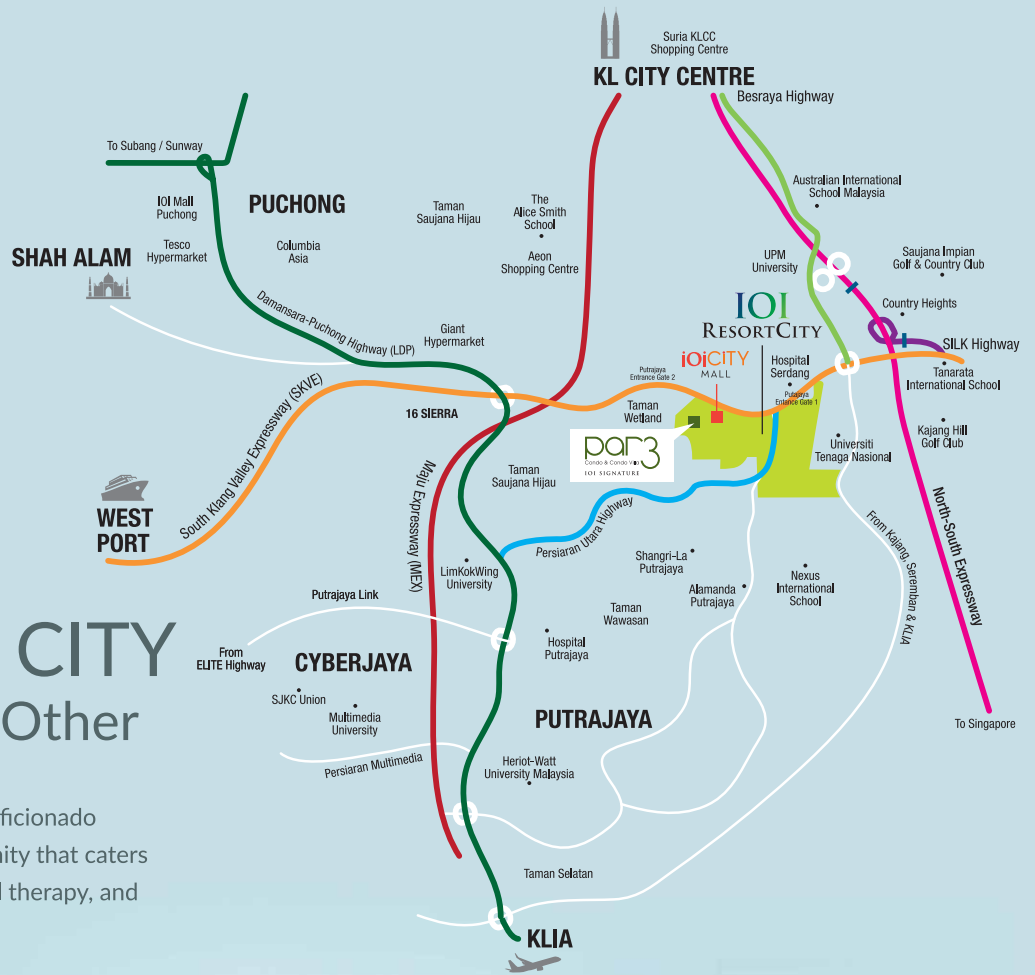 Suria KLCC
Shopping Centre
KL CITY CENTRE
Besraya Highway
To Subang / Sunway
IOI Mall
Puchong
PUCHONG
Taman
Saujana Hijau
The
Alice Smith
School
Australian International
School Malaysia
SHAH ALAM
Tesco
Hypermarket
Columbia
Asia
Aeon
Shopping Centre
UPM
University
Saujana Impian
Golf & Country Club
Damansara-Puchong Highway (LDP)
Giant
Hypermarket
IOI
RESORTCITY
Country Heights
SILK Highway
iOiCITY
MALL
Hospital
Serdang
Tanarata
International School
Putrajaya
Entrance Gate 2
Putrajaya
Entance Gate 1
South Klang Valley Expressway (SKVE)
16 SIERRA
Taman
Wetland
par3
Condo & Condo Villa
IOI SIGNATURE
Universiti
Tenaga Nasional
Kajang Hill
Golf Club
WEST
PORT
Maju Expressway (MEX)
Taman
Saujana Hijau
Persiaran Utara Highway
North-South Expressway
From Kajang, Seremban & KLIA
LimKokWing
University
Shangri-La
Putrajaya
Alamanda
Putrajaya
Nexus
International
School
Putrajaya Link
Taman
Wawasan
Hospital
Putrajaya
From
ELITE Highway
CYBERJAYA
SJKC Union
Multimedia
University
PUTRAJAYA
To Singapore
Persiaran Multimedia
Heriot-Watt
University Malaysia
CITY
Other
ficionado
nity that caters
l therapy, and
Taman Selatan
KLIA